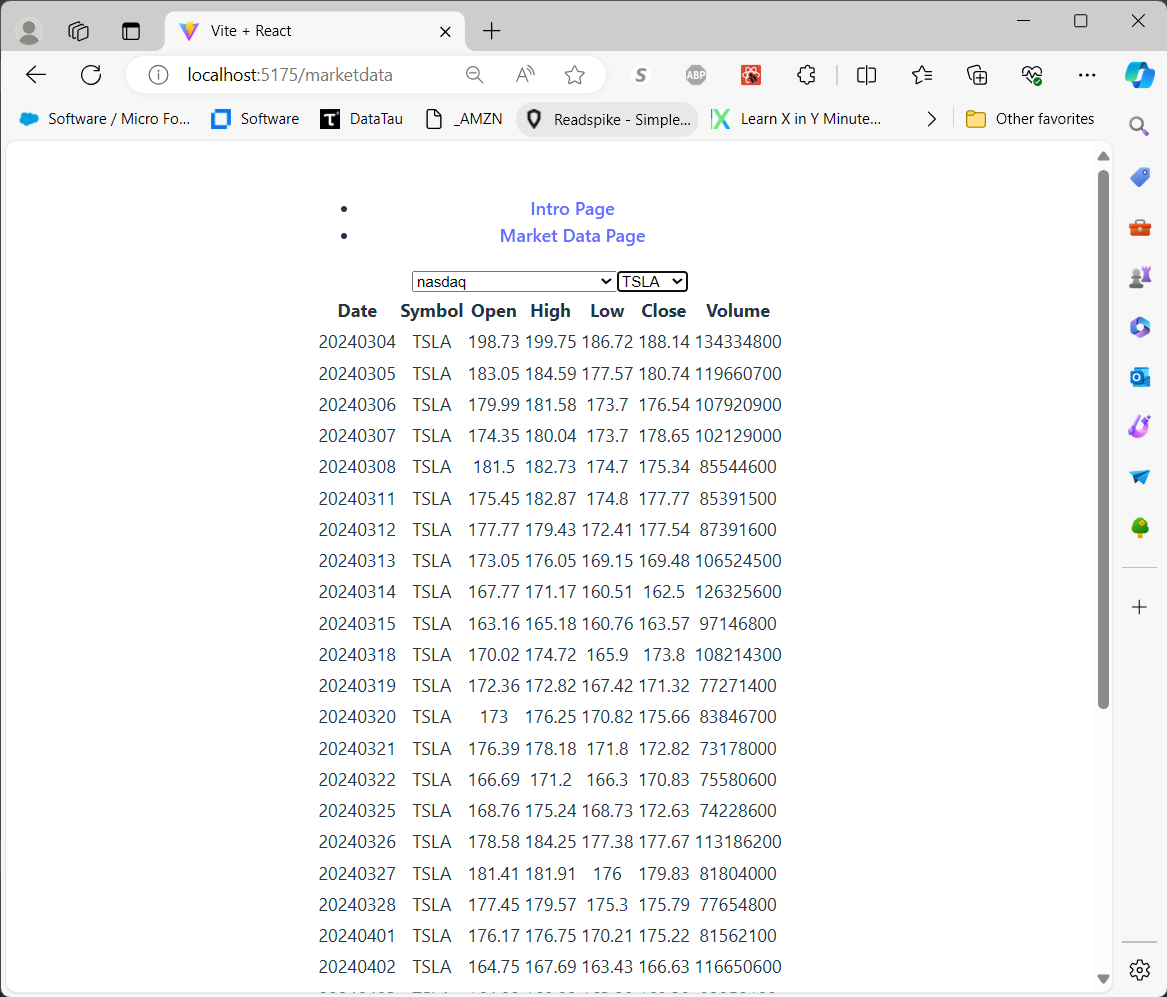 Vite + React
localhost:5175/marketdata
ABP
Software / Micro Fo... Software DataTau _AMZN Readspike - Simple... Learn X in Y Minute... Other favorites
Intro Page
Market Data Page
nasdaq TSLA
Date Symbol Open High Low Close Volume
20240304 TSLA 198.73 199.75 186.72 188.14 134334800
20240305 TSLA 183.05 184.59 177.57 180.74 119660700
20240306 TSLA 179.99 181.58 173.7 176.54 107920900
20240307 TSLA 174.35 180.04 173.7 178.65 102129000
20240308 TSLA 181.5 182.73 174.7 175.34 85544600
20240311 TSLA 175.45 182.87 174.8 177.77 85391500
20240312 TSLA 177.77 179.43 172.41 177.54 87391600
20240313 TSLA 173.05 176.05 169.15 169.48 106524500
20240314 TSLA 167.77 171.17 160.51 162.5 126325600
20240315 TSLA 163.16 165.18 160.76 163.57 97146800
20240318 TSLA 170.02 174.72 165.9 173.8 108214300
20240319 TSLA 172.36 172.82 167.42 171.32 77271400
20240320 TSLA 173 176.25 170.82 175.66 83846700
20240321 TSLA 176.39 178.18 171.8 172.82 73178000
20240322 TSLA 166.69 171.2 166.3 170.83 75580600
20240325 TSLA 168.76 175.24 168.73 172.63 74228600
20240326 TSLA 178.58 184.25 177.38 177.67 113186200
20240327 TSLA 181.41 181.91 176 179.83 81804000
20240328 TSLA 177.45 179.57 175.3 175.79 77654800
20240401 TSLA 176.17 176.75 170.21 175.22 81562100
20240402 TSLA 164.75 167.69 163.43 166.63 116650600